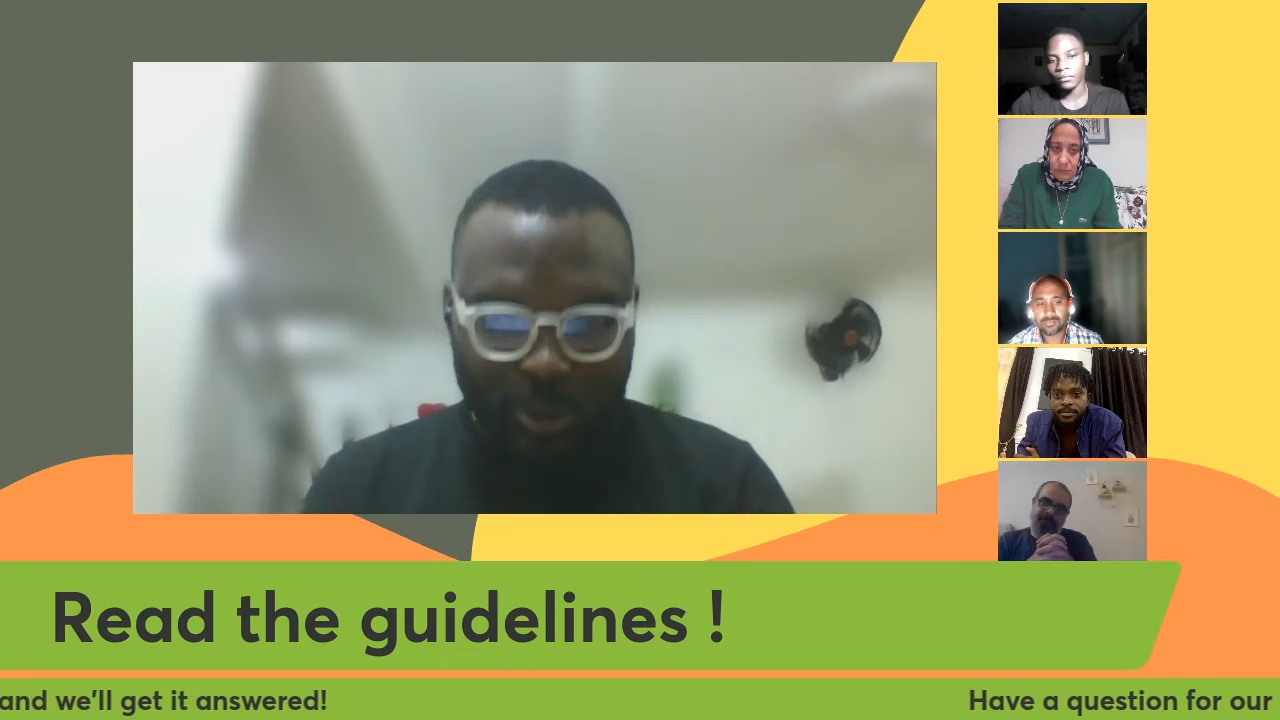 Read the guidelines !
and we'll get it answered!
Have a question for our